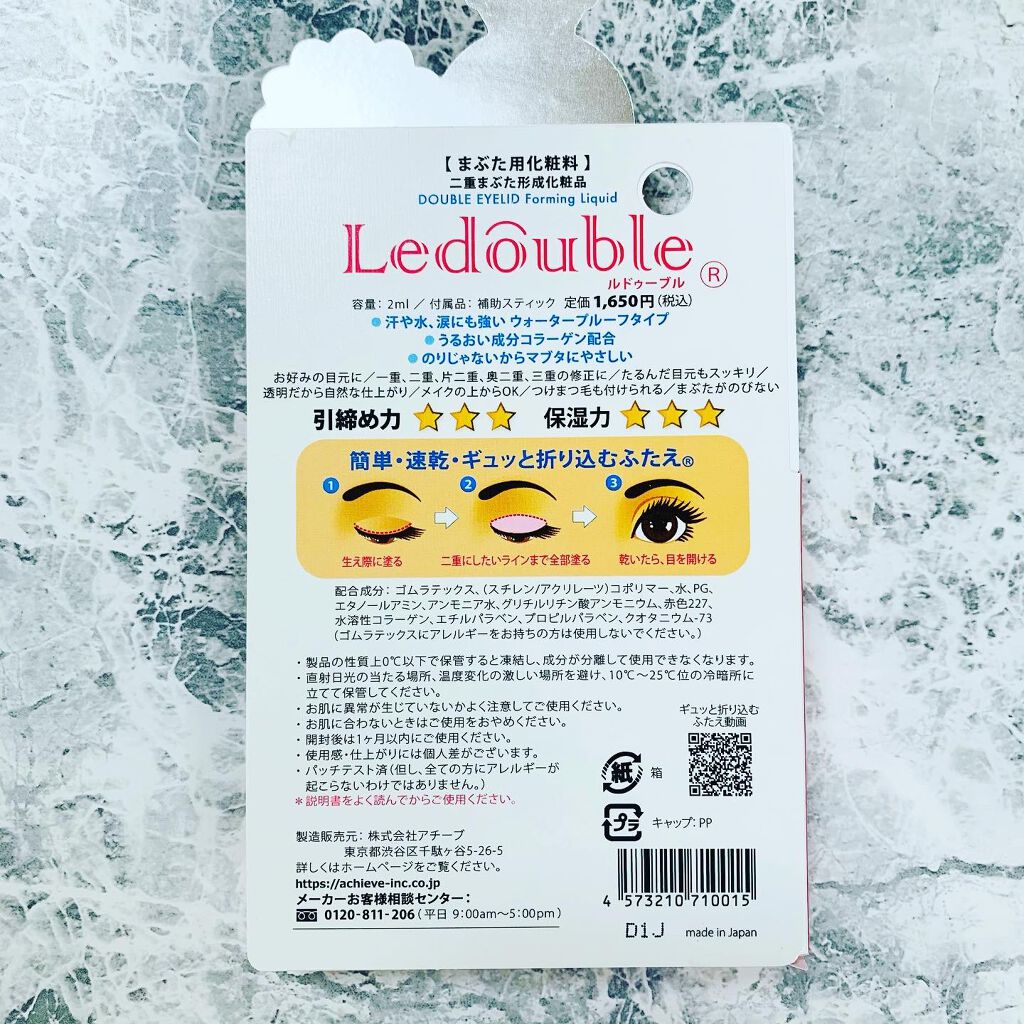 【まぶた用化粧料】
二重まぶた形成化粧品
DOUBLE EYELID Forming Liquid
Ledoûble
ルドゥーブル Ⓡ
容量：2ml／付属品：補助スティック 定価1,650円(税込)
●汗や水、涙にも強い ウォータープルーフタイプ
●うるおい成分コラーゲン配合
●のりじゃないからマブタにやさしい
お好みの目元に／一重、二重、片二重、奥二重、三重の修正に／たるんだ目元もスッキリ／
透明だから自然な仕上がり／メイクの上からOK／つけまつ毛も付けられる／まぶたがのびない
引締め力 ★★★ 保湿力 ★★★
簡単・速乾・ギュッと折り込むふたえ®
1 2 3
生え際に塗る 二重にしたいラインまで全部塗る 乾いたら、目を開ける
配合成分：ゴムラテックス、(スチレン/アクリレーツ)コポリマー、水、PG、
エタノールアミン、アンモニア水、グリチルリチン酸アンモニウム、赤色227、
水溶性コラーゲン、エチルパラベン、プロピルパラベン、クオタニウム-73
(ゴムラテックスにアレルギーをお持ちの方は使用しないでください。)
・製品の性質上0℃以下で保管すると凍結し、成分が分離して使用できなくなります。
・直射日光の当たる場所、温度変化の激しい場所を避け、10℃～25℃位の冷暗所に
立てて保管してください。
・お肌に異常が生じていないかよく注意してご使用ください。
・お肌に合わないときはご使用をおやめください。
・開封後は1ヶ月以内にご使用ください。
・使用感・仕上がりには個人差がございます。
・パッチテスト済(但し、全ての方にアレルギーが
起こらないわけではありません。)
＊説明書をよく読んでからご使用ください。
ギュッと折り込む
ふたえ動画
紙 箱
プラ キャップ：PP
製造販売元：株式会社アチーブ
東京都渋谷区千駄ヶ谷5-26-5
詳しくはホームページをご覧ください。
https://achieve-inc.co.jp
メーカーお客様相談センター：
0120-811-206(平日 9:00am～5:00pm)
4 573210 710015
D1J made in Japan